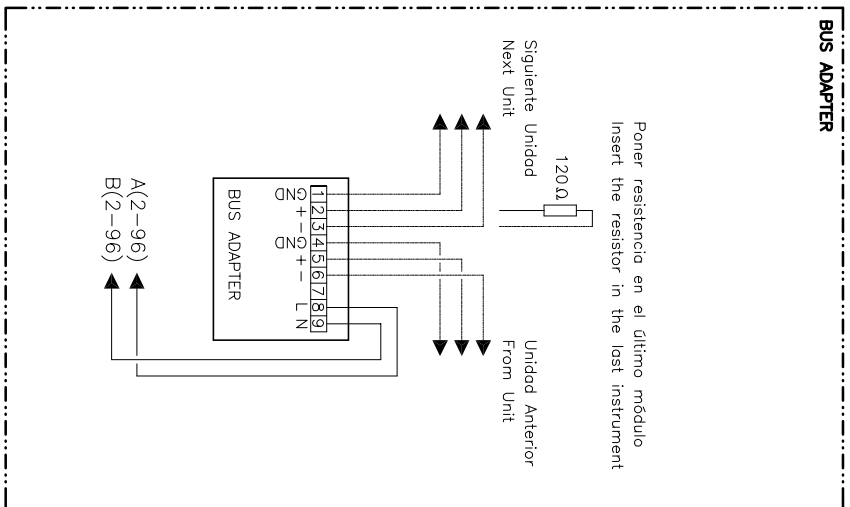 BUS ADAPTER
Poner resistencia en el último módulo
Insert the resistor in the last instrument
120Ω
Siguiente Unidad
Next Unit
Unidad Anterior
From Unit
1 2 3 4 5 6 7 8 9
GND + - GND + - L N
BUS ADAPTER
A(2-96)
B(2-96)